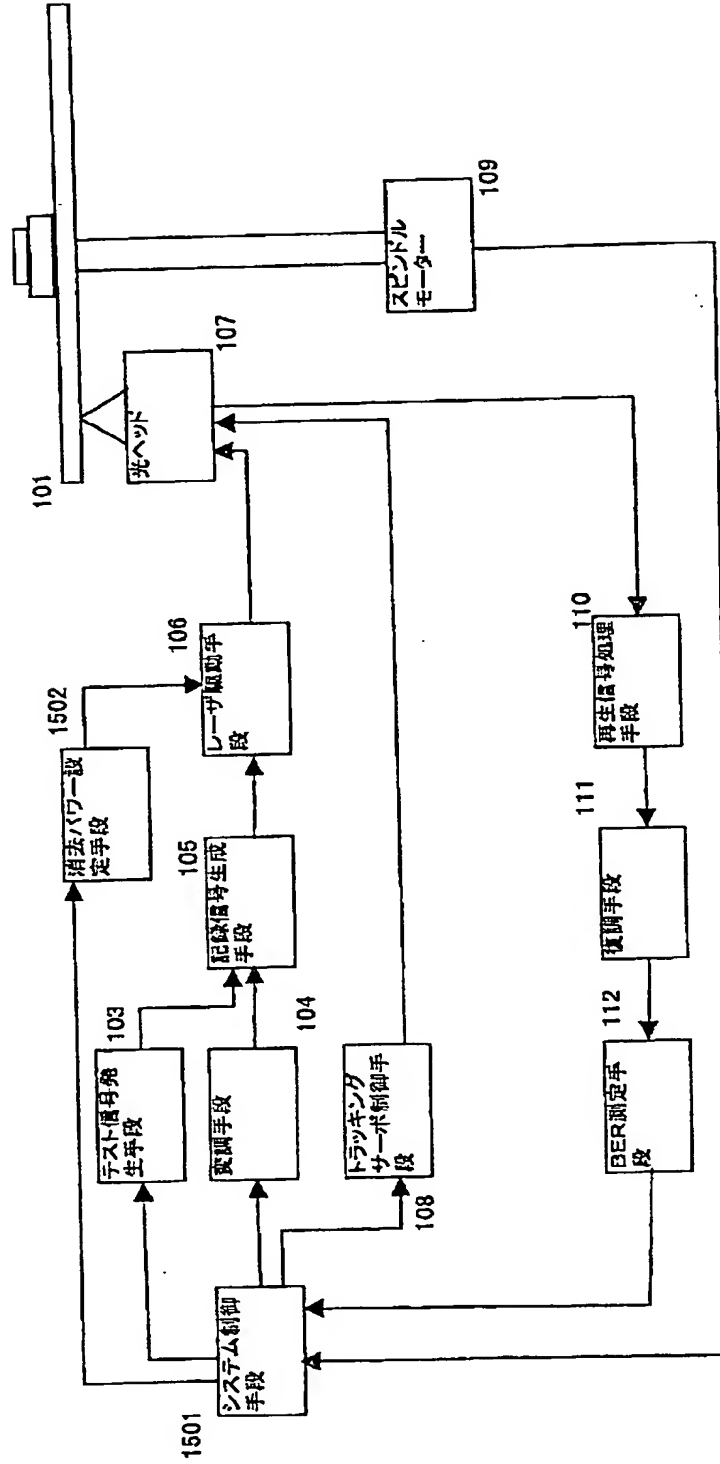 101
光ヘッド
107
スピンドル
モーター
109
1502
消去パワー設
定手段
106
レーザ駆動手
段
105
記録信号生成
手段
103
テスト信号発
生手段
104
変調手段
トラッキング
サーボ制御手
段
108
1501
システム制御
手段
110
再生信号処理
手段
111
復調手段
112
BER測定手
段